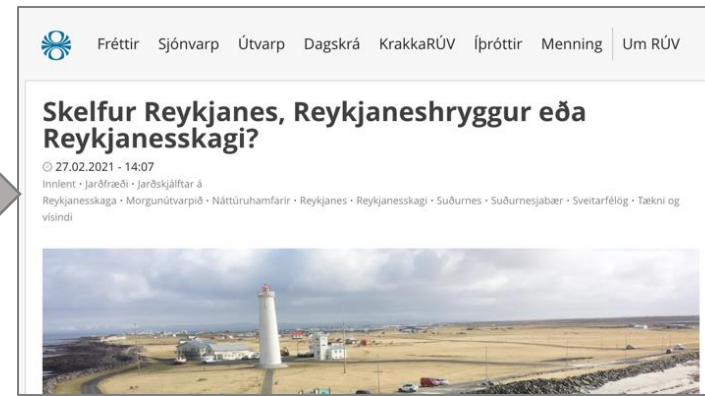 Fréttir Sjónvarp Útvarp Dagskrá KrakkaRÚV Íþróttir Menning Um RÚV
Skelfur Reykjanes, Reykjaneshryggur eða
Reykjanesskagi?
27.02.2021 - 14:07
Innlent · Jarðfræði · Jarðskjálftar á
Reykjanesskaga · Morgunútvarpið · Náttúruhamfarir · Reykjanes · Reykjanesskagi · Suðurnes · Suðurnesjabær · Sveitarfélög · Tækni og
vísindi